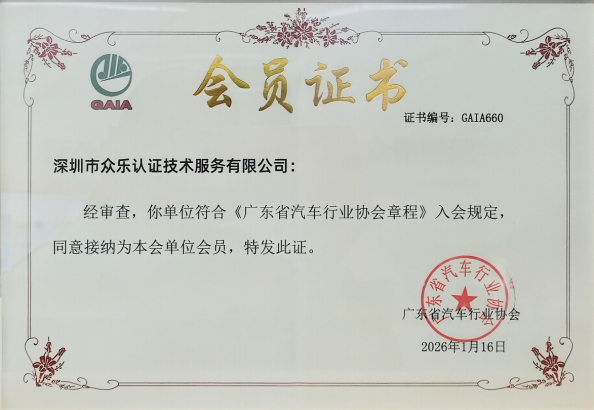 GAIA
会员证书
证书编号：GAIA660
深圳市众乐认证技术服务有限公司：
经审查，你单位符合《广东省汽车行业协会章程》入会规定，
同意接纳为本会单位会员，特发此证。
广东省汽车行业协会
广东省汽车行业协会
2026年1月16日